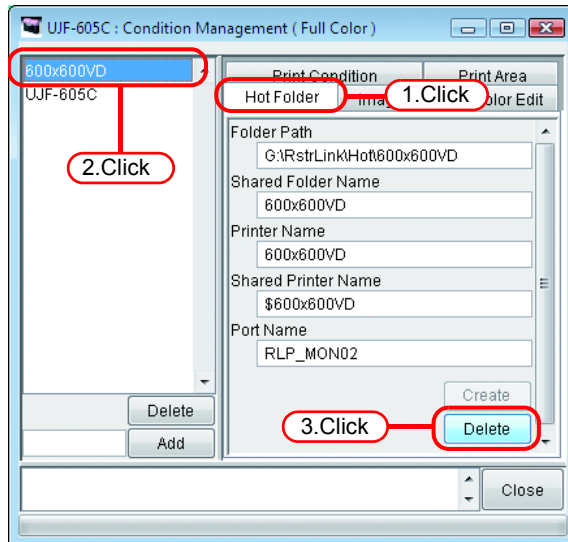 UJF-605C : Condition Management ( Full Color )
600x600VD
UJF-605C
2.Click
Delete
Add
Print Condition Print Area
Hot Folder 1.Click
Folder Path
G:\RstrLink\Hot\600x600VD
Shared Folder Name
600x600VD
Printer Name
600x600VD
Shared Printer Name
$600x600VD
Port Name
RLP_MON02
Create
3.Click Delete
Close